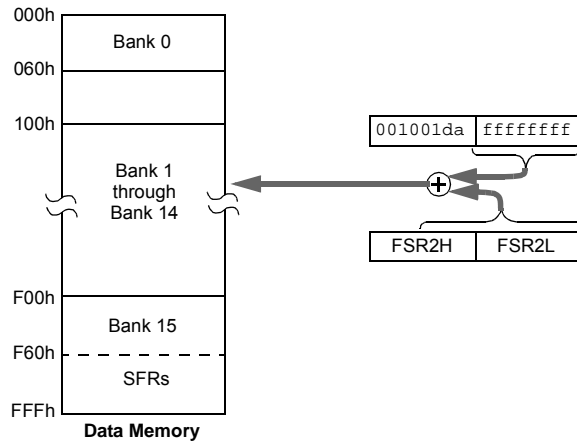 000h
Bank 0
060h
100h
001001da ffffffff
Bank 1
through
Bank 14
FSR2H FSR2L
F00h
Bank 15
F60h
SFRs
FFFh
Data Memory